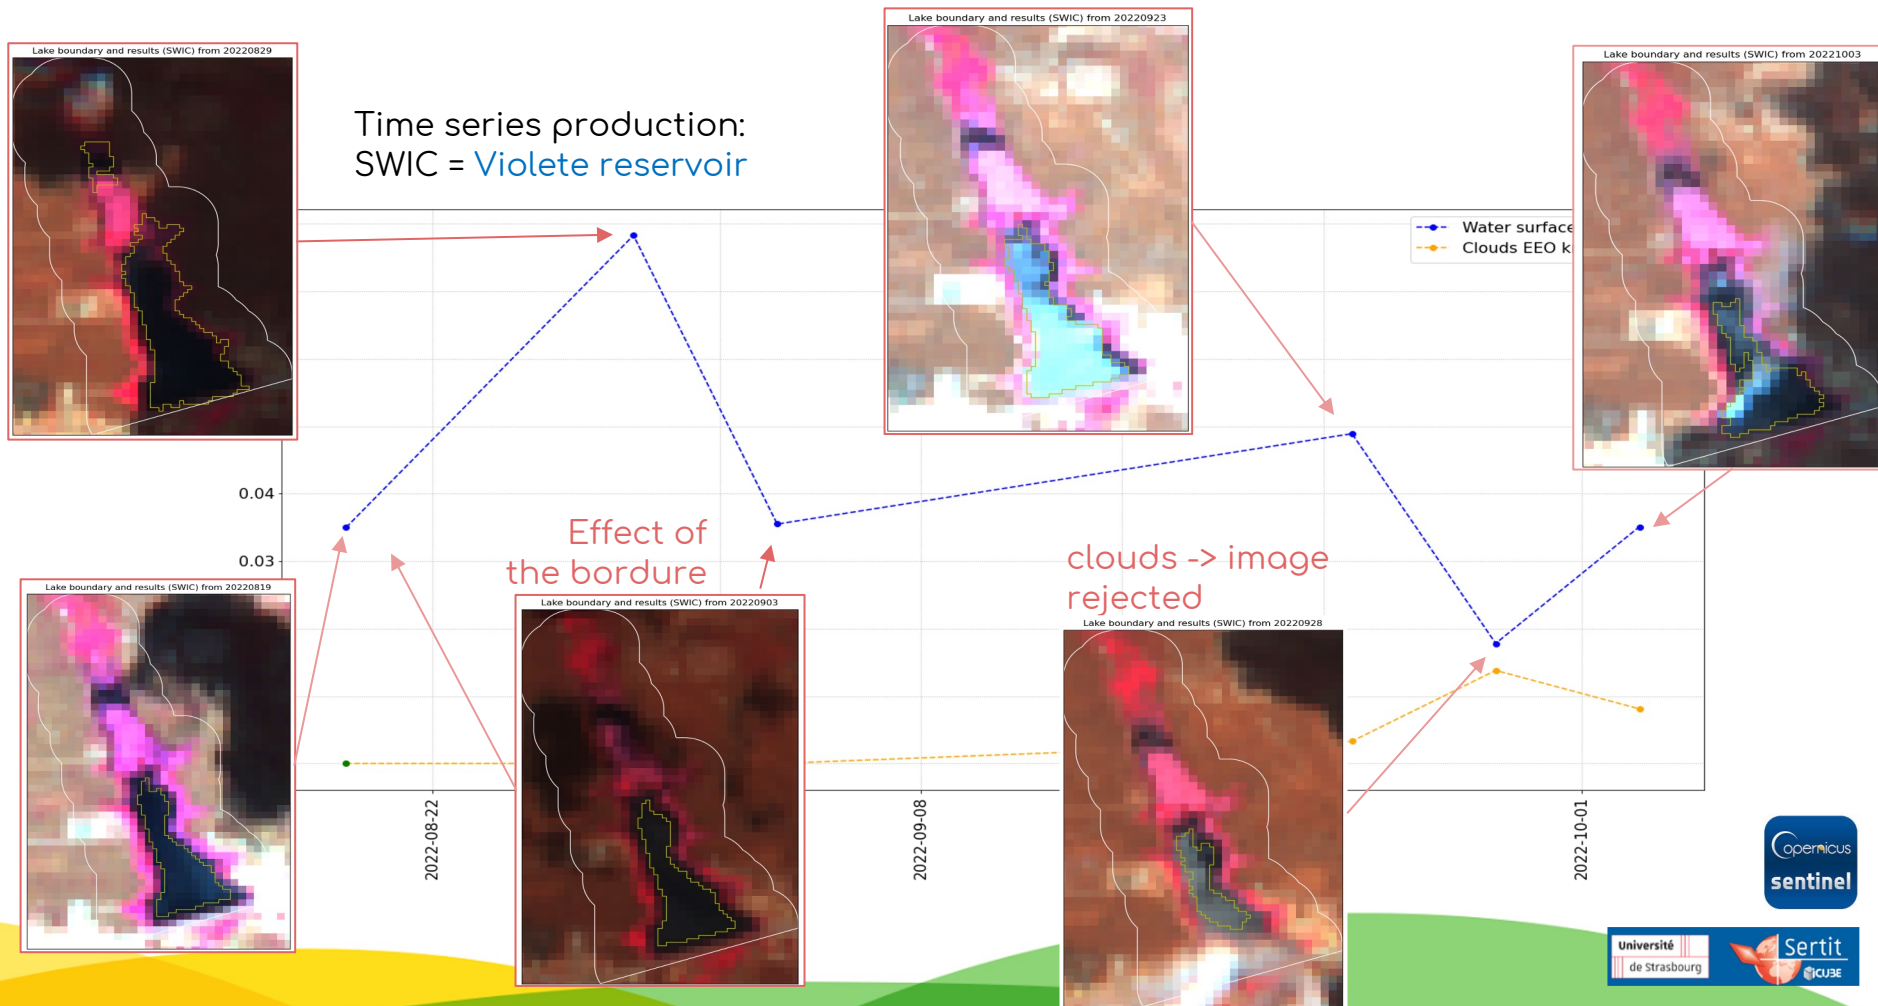 Lake boundary and results (SWIC) from 20220829
Lake boundary and results (SWIC) from 20220923
Lake boundary and results (SWIC) from 20221003
Time series production:
SWIC = Violete reservoir
Water surface
Clouds EEO k
0.04
0.03
Effect of
the bordure
clouds -> image
rejected
Lake boundary and results (SWIC) from 20220819
Lake boundary and results (SWIC) from 20220903
Lake boundary and results (SWIC) from 20220928
2022-08-22
2022-09-08
2022-10-01
Copernicus
sentinel
Université
de Strasbourg
Sertit
iCUBE